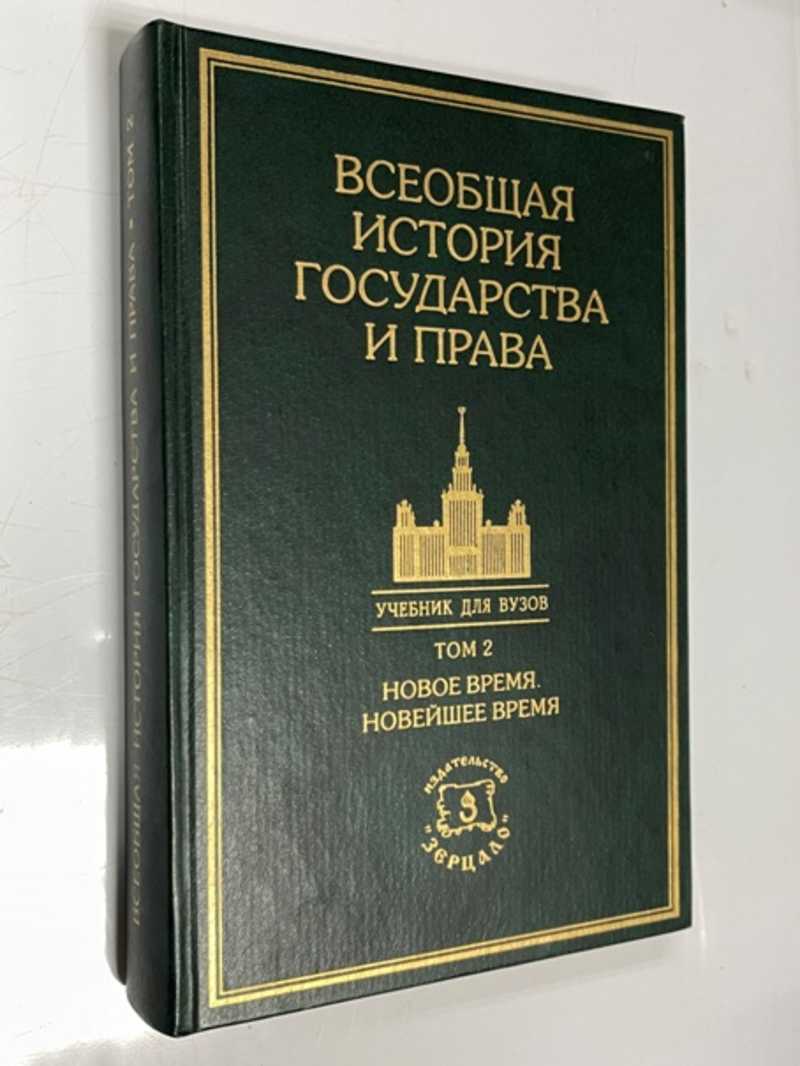 ВСЕОБЩАЯ
ИСТОРИЯ
ГОСУДАРСТВА
И ПРАВА
УЧЕБНИК ДЛЯ ВУЗОВ
ТОМ 2
НОВОЕ ВРЕМЯ.
НОВЕЙШЕЕ ВРЕМЯ
ИЗДАТЕЛЬСТВО
З
"ЗЕРЦАЛО"
ВСЕОБЩАЯ ИСТОРИЯ ГОСУДАРСТВА И ПРАВА • ТОМ 2